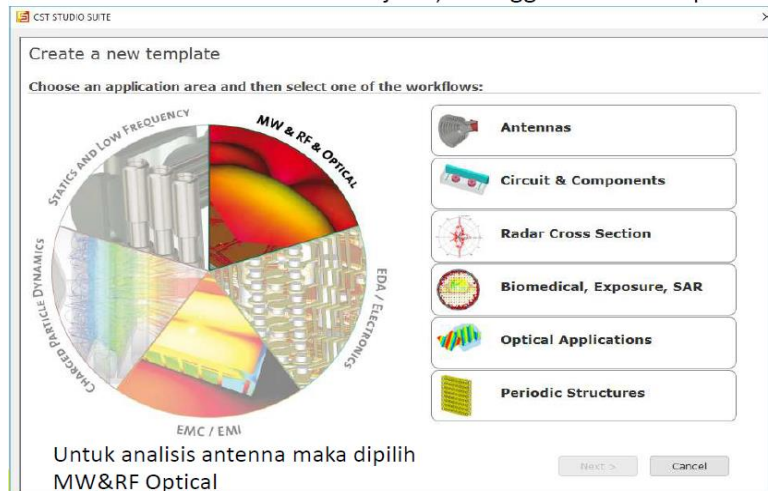 CST STUDIO SUITE
Create a new template
Choose an application area and then select one of the workflows:
STATICS AND LOW FREQUENCY
MW & RF & OPTICAL
EDA / ELECTRONICS
EMC / EMI
CHARGED PARTICLE DYNAMICS
Antennas
Circuit & Components
Radar Cross Section
Biomedical, Exposure, SAR
Optical Applications
Periodic Structures
Untuk analisis antenna maka dipilih
MW&RF Optical
Next >
Cancel